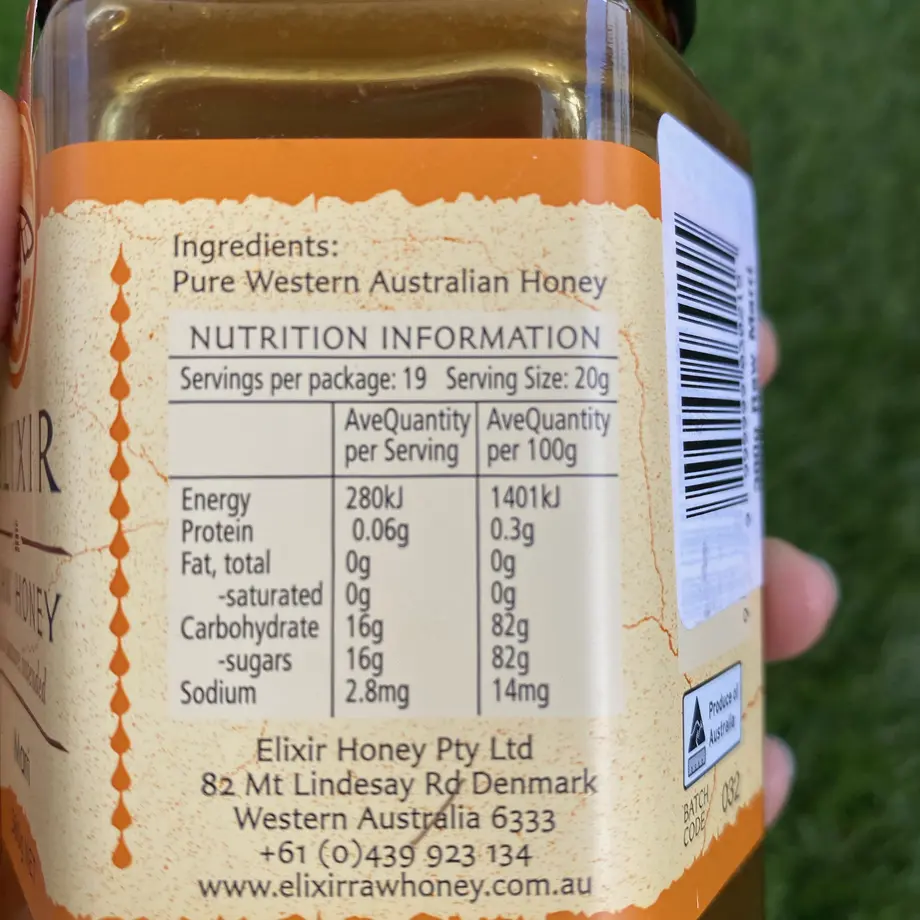 Ingredients:
Pure Western Australian Honey
NUTRITION INFORMATION
Servings per package: 19 Serving Size: 20g
AveQuantity per Serving AveQuantity per 100g
Energy 280kJ 1401kJ
Protein 0.06g 0.3g
Fat, total 0g 0g
-saturated 0g 0g
Carbohydrate 16g 82g
-sugars 16g 82g
Sodium 2.8mg 14mg
Elixir Honey Pty Ltd
82 Mt Lindesay Rd Denmark
Western Australia 6333
+61 (0)439 923 134
www.elixirrawhoney.com.au
HONEY
Produce of
Australia
BATCH
CODE
032